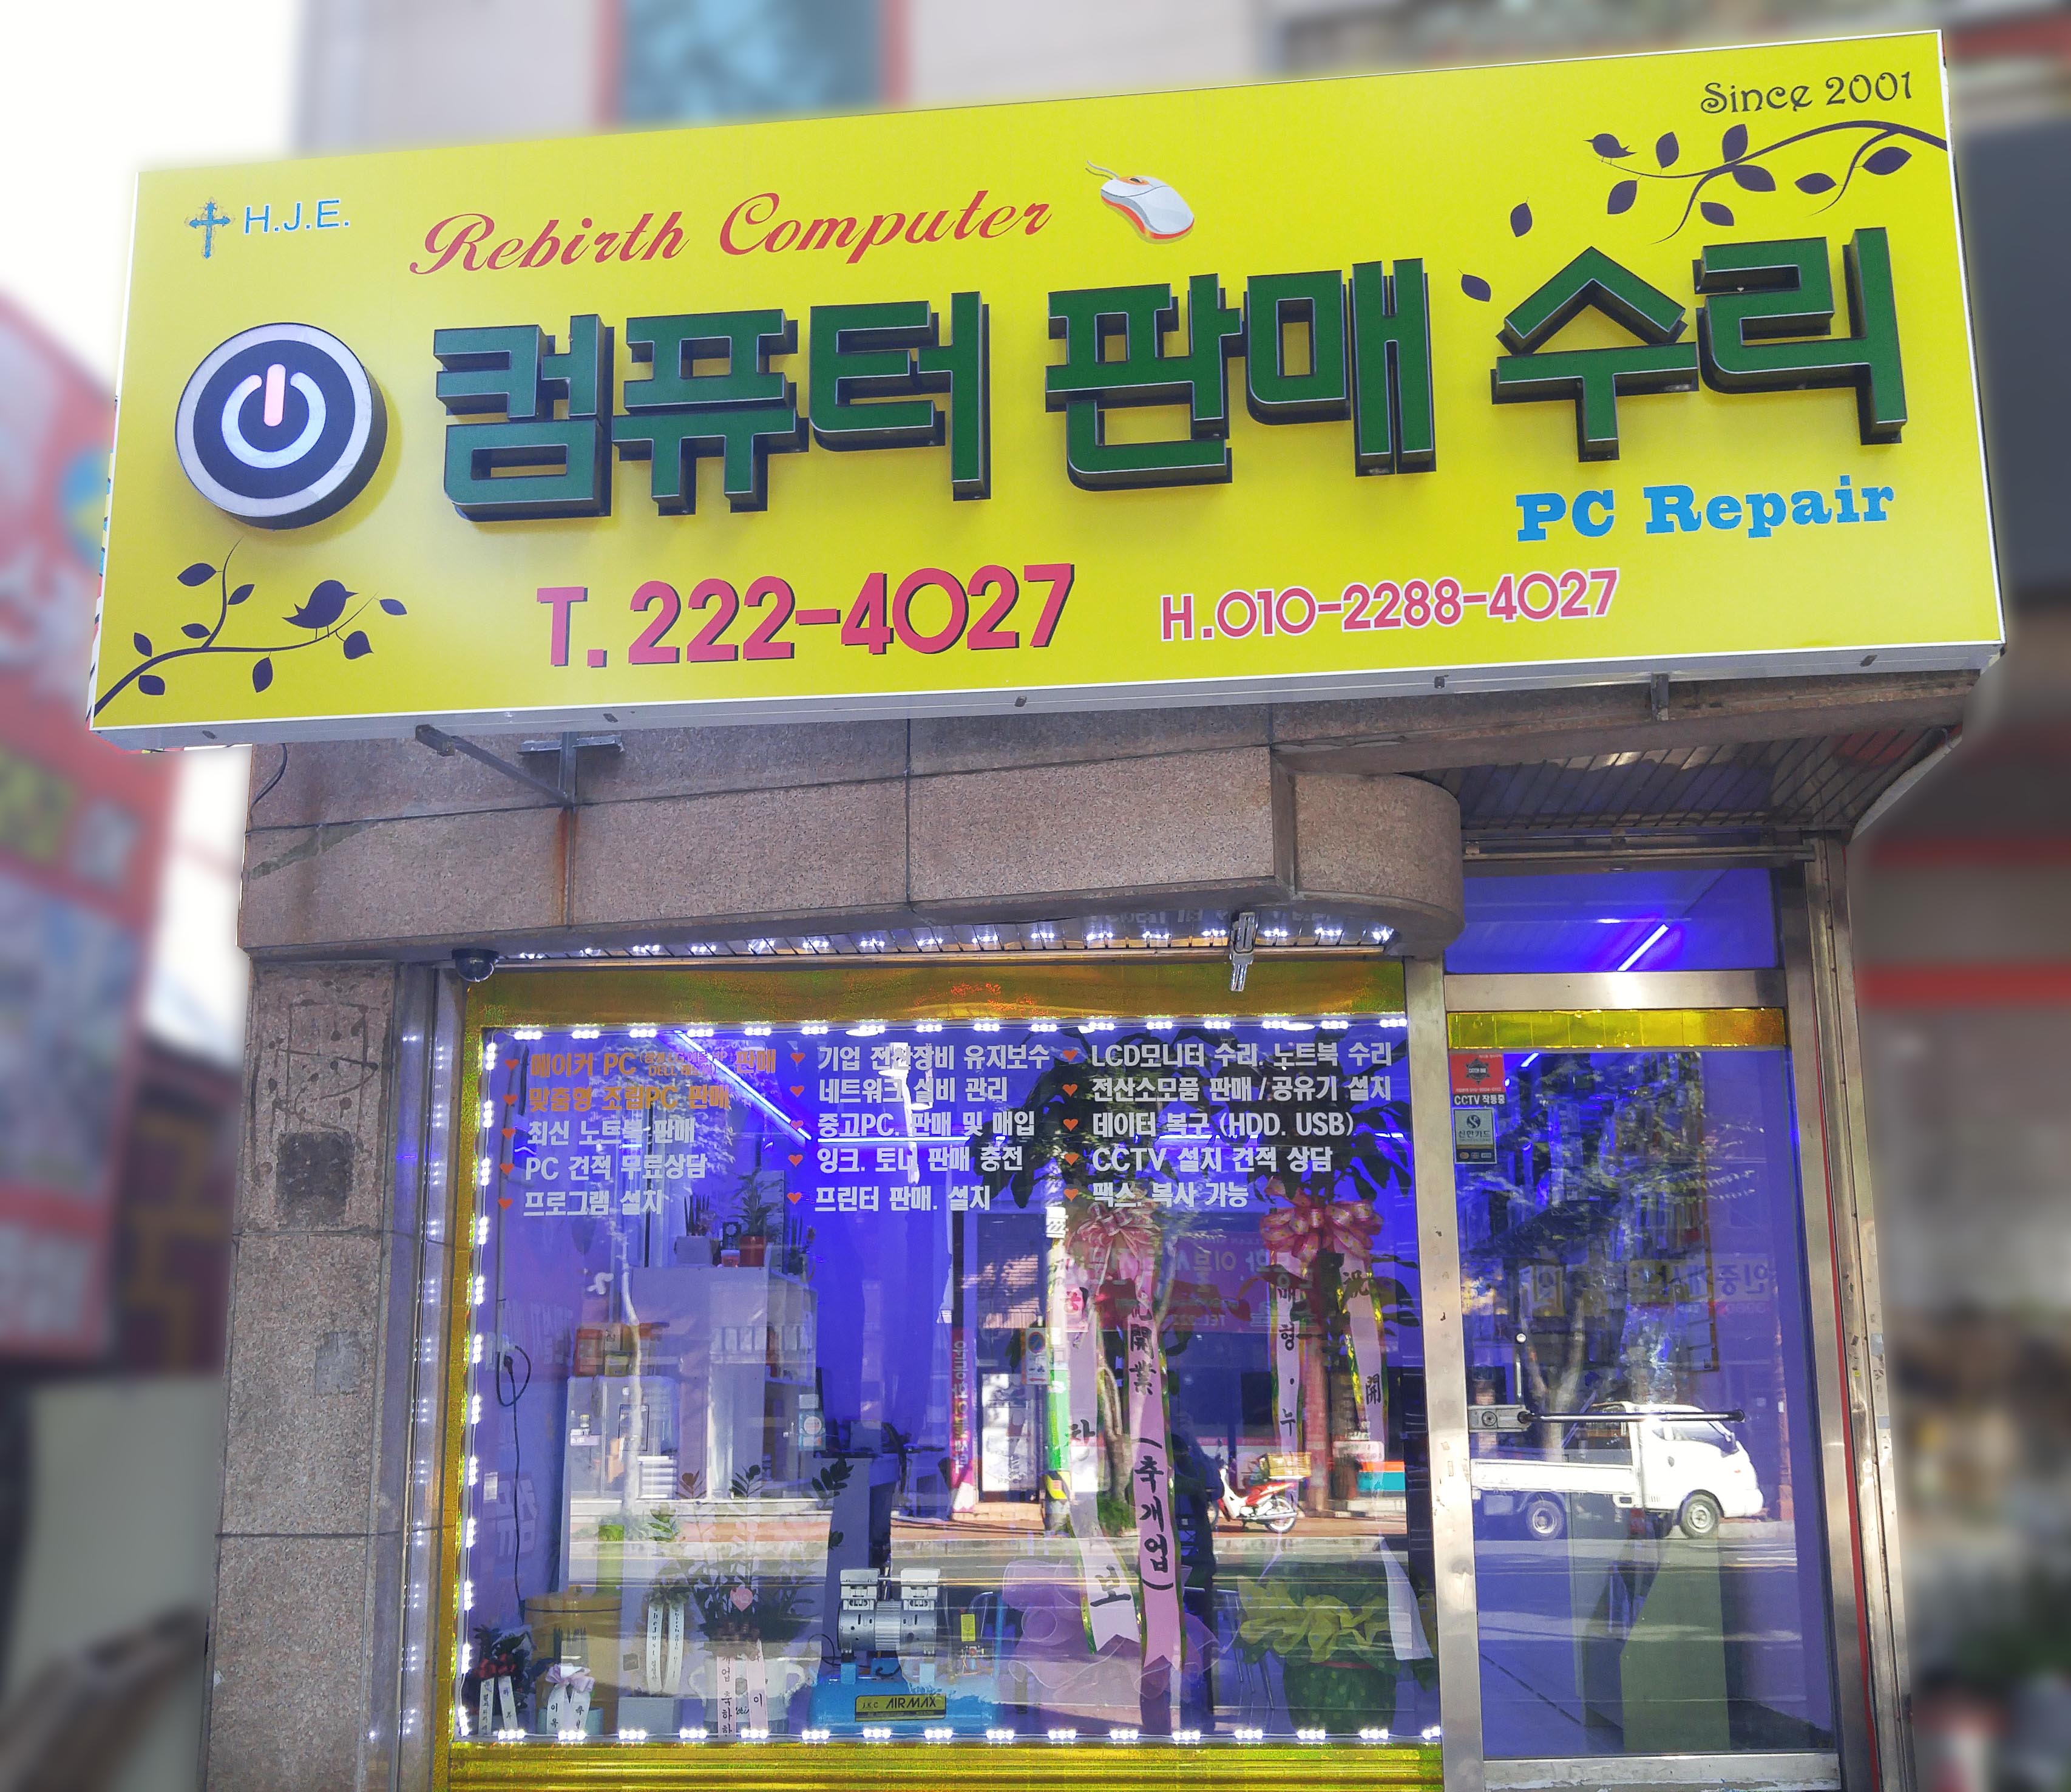 Since 2001
H.J.E.
Rebirth Computer
컴퓨터 판매 수리
PC Repair
T. 222-4027
H.010-2288-4027
메이커 PC 판매
맞춤형 조립PC 판매
최신 노트북 판매
PC 견적 무료상담
프로그램 설치
기업 전산장비 유지보수
네트워크 설비 관리
중고PC. 판매 및 매입
잉크. 토너 판매 충전
프린터 판매. 설치
LCD모니터 수리. 노트북 수리
전산소모품 판매/공유기 설치
데이터 복구 (HDD. USB)
CCTV 설치 견적 상담
팩스. 복사 가능
CCTV 작동중
신한카드
開業
(축개업)
AIRMAX